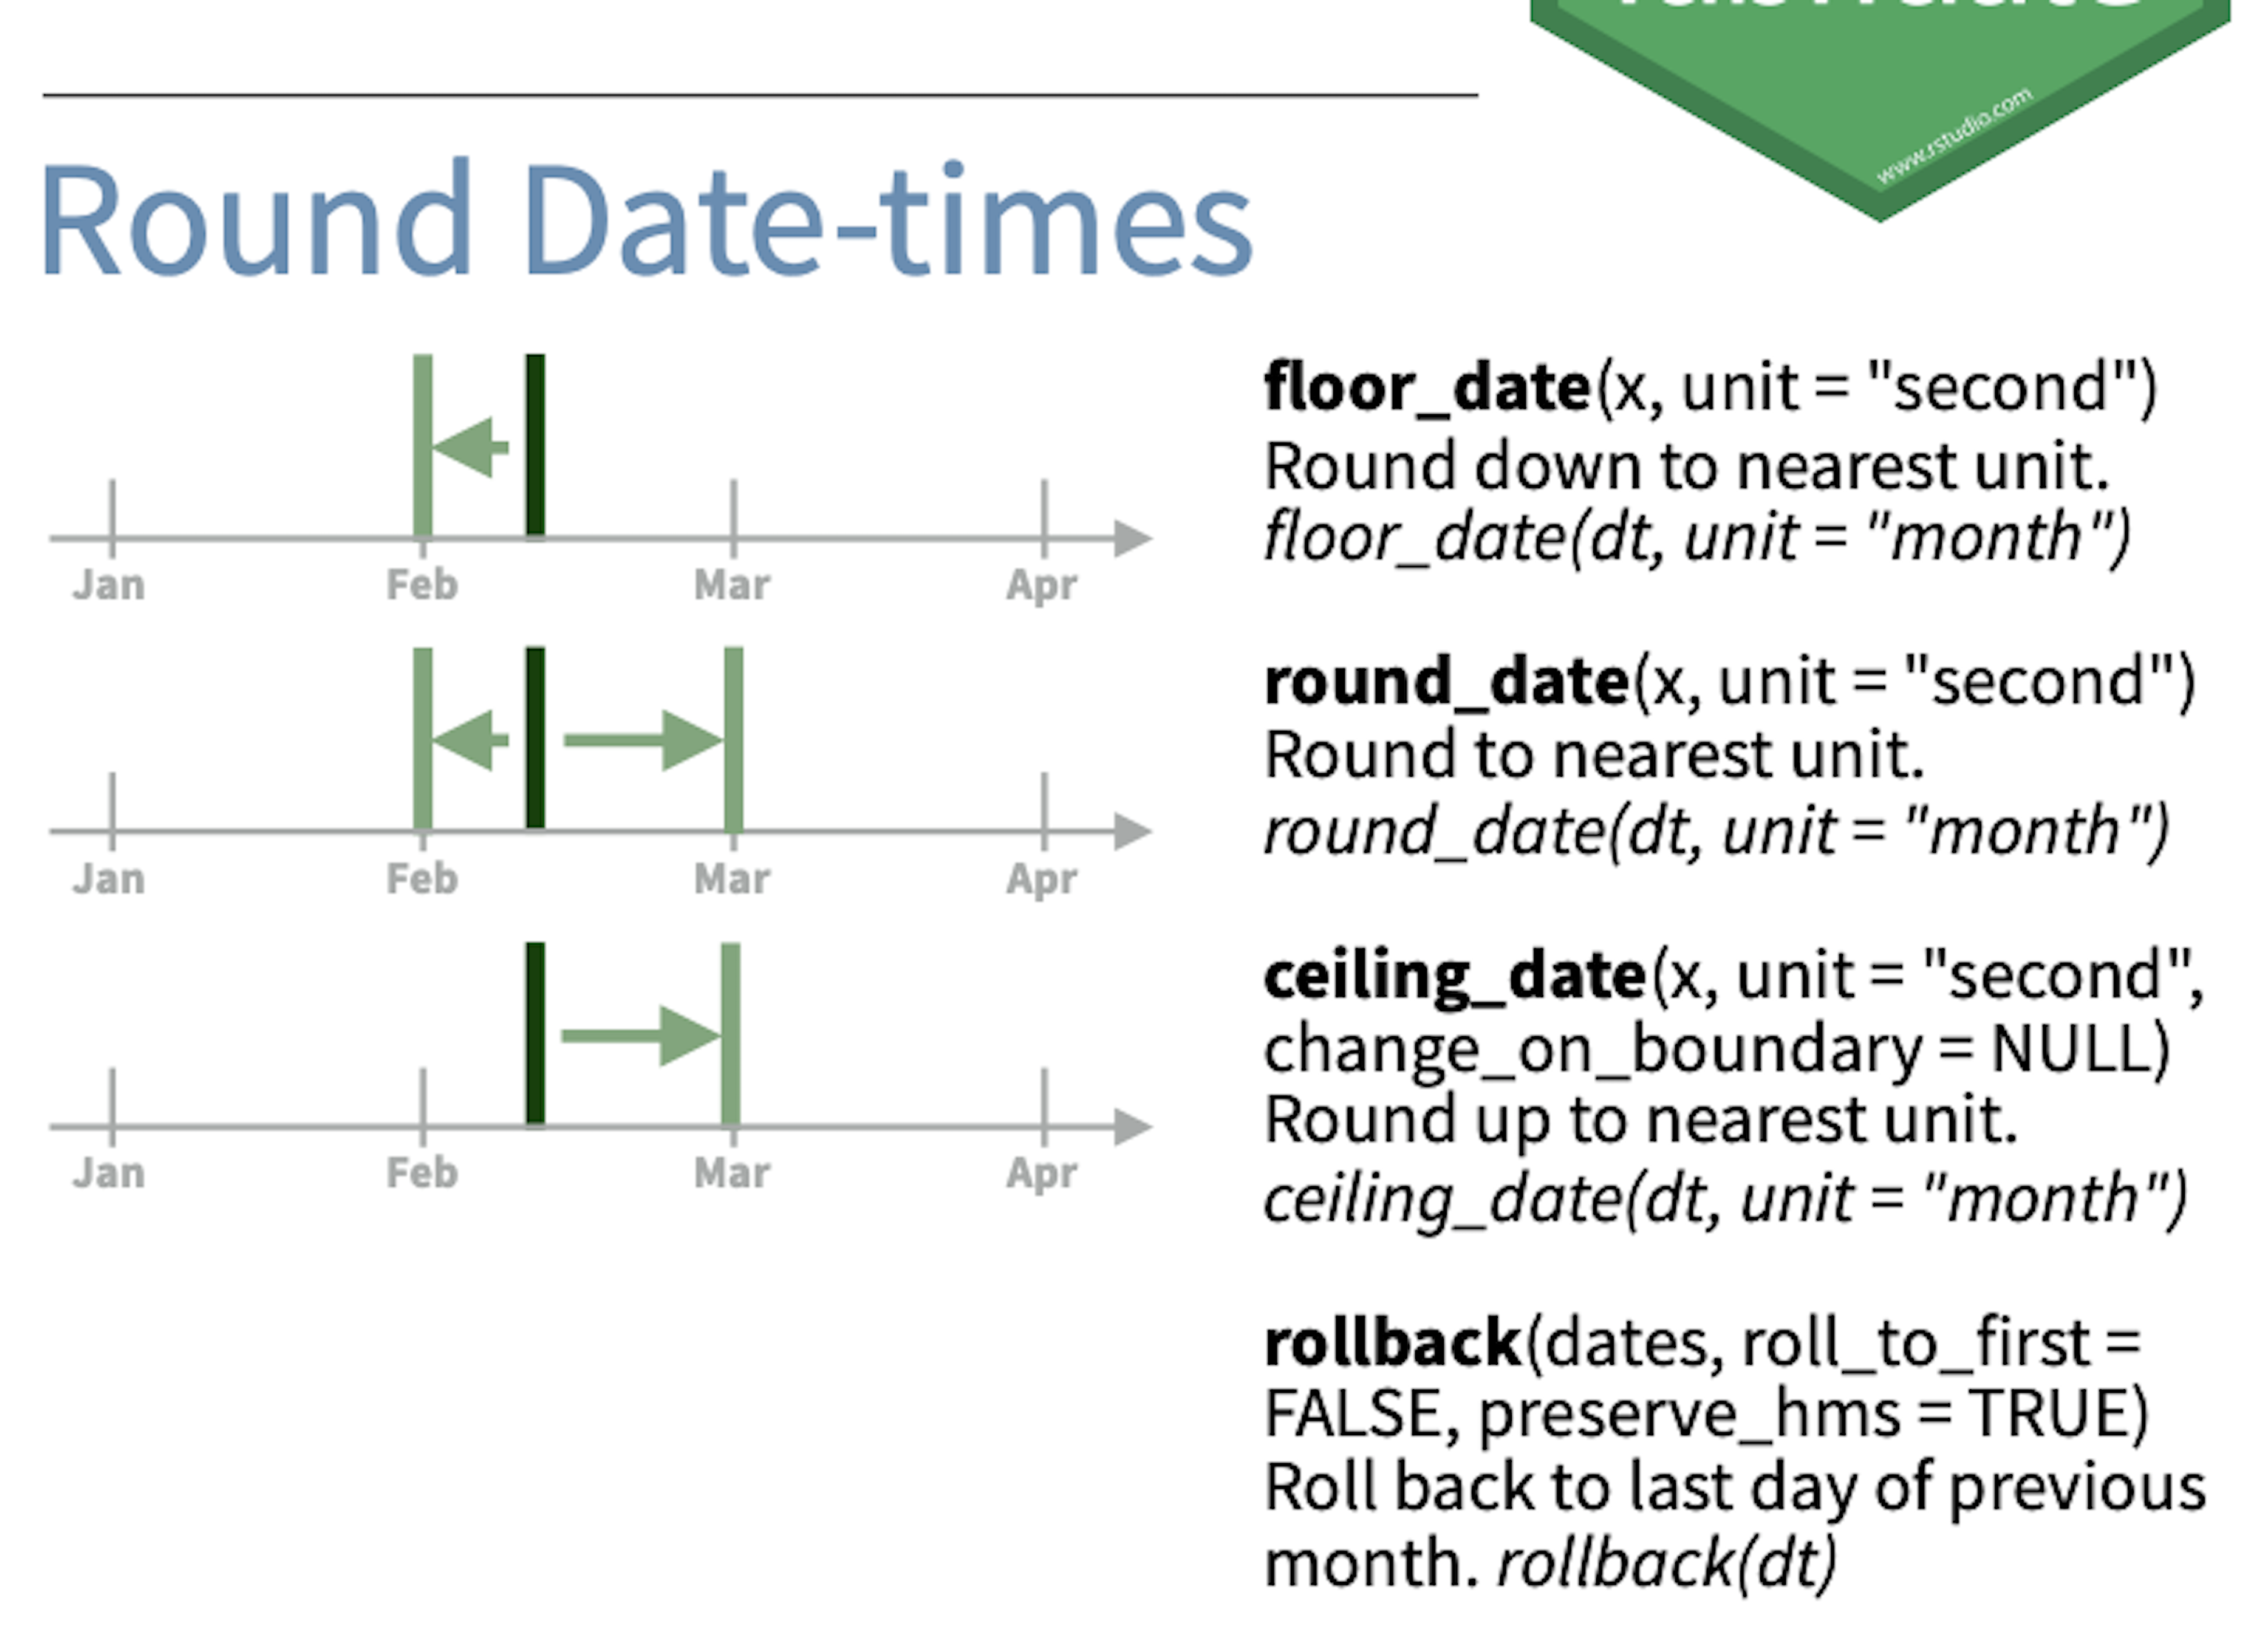 www.rstudio.com
Round Date-times
Jan Feb Mar Apr
floor_date(x, unit = "second")
Round down to nearest unit.
floor_date(dt, unit = "month")
Jan Feb Mar Apr
round_date(x, unit = "second")
Round to nearest unit.
round_date(dt, unit = "month")
Jan Feb Mar Apr
ceiling_date(x, unit = "second",
change_on_boundary = NULL)
Round up to nearest unit.
ceiling_date(dt, unit = "month")
rollback(dates, roll_to_first =
FALSE, preserve_hms = TRUE)
Roll back to last day of previous
month. rollback(dt)